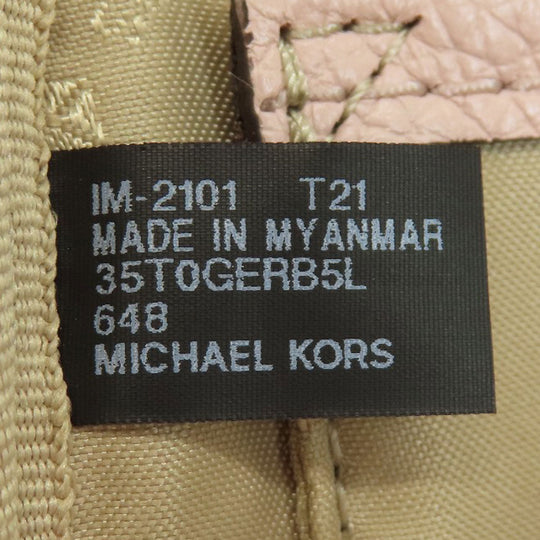 IM-2101 T21
MADE IN MYANMAR
35T0GERB5L
648
MICHAEL KORS